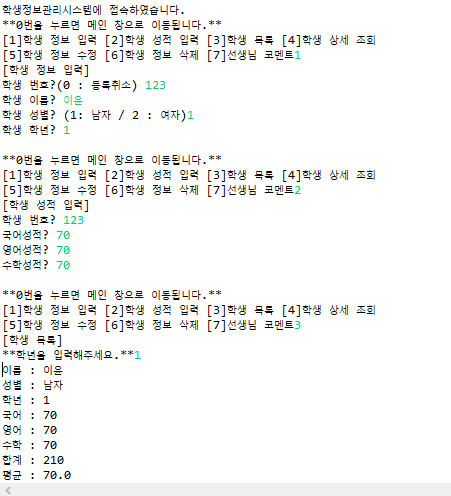 학생정보관리시스템에 접속하였습니다.
**0번을 누르면 메인 창으로 이동됩니다.**
[1]학생 정보 입력 [2]학생 성적 입력 [3]학생 목록 [4]학생 상세 조회
[5]학생 정보 수정 [6]학생 정보 삭제 [7]선생님 코멘트1
[학생 정보 입력]
학생 번호?(0 : 등록취소) 123
학생 이름? 이윤
학생 성별? (1: 남자 / 2 : 여자)1
학생 학년? 1
**0번을 누르면 메인 창으로 이동됩니다.**
[1]학생 정보 입력 [2]학생 성적 입력 [3]학생 목록 [4]학생 상세 조회
[5]학생 정보 수정 [6]학생 정보 삭제 [7]선생님 코멘트2
[학생 성적 입력]
학생 번호? 123
국어성적? 70
영어성적? 70
수학성적? 70
**0번을 누르면 메인 창으로 이동됩니다.**
[1]학생 정보 입력 [2]학생 성적 입력 [3]학생 목록 [4]학생 상세 조회
[5]학생 정보 수정 [6]학생 정보 삭제 [7]선생님 코멘트3
[학생 목록]
**학년을 입력해주세요.**1
이름 : 이윤
성별 : 남자
학년 : 1
국어 : 70
영어 : 70
수학 : 70
합계 : 210
평균 : 70.0